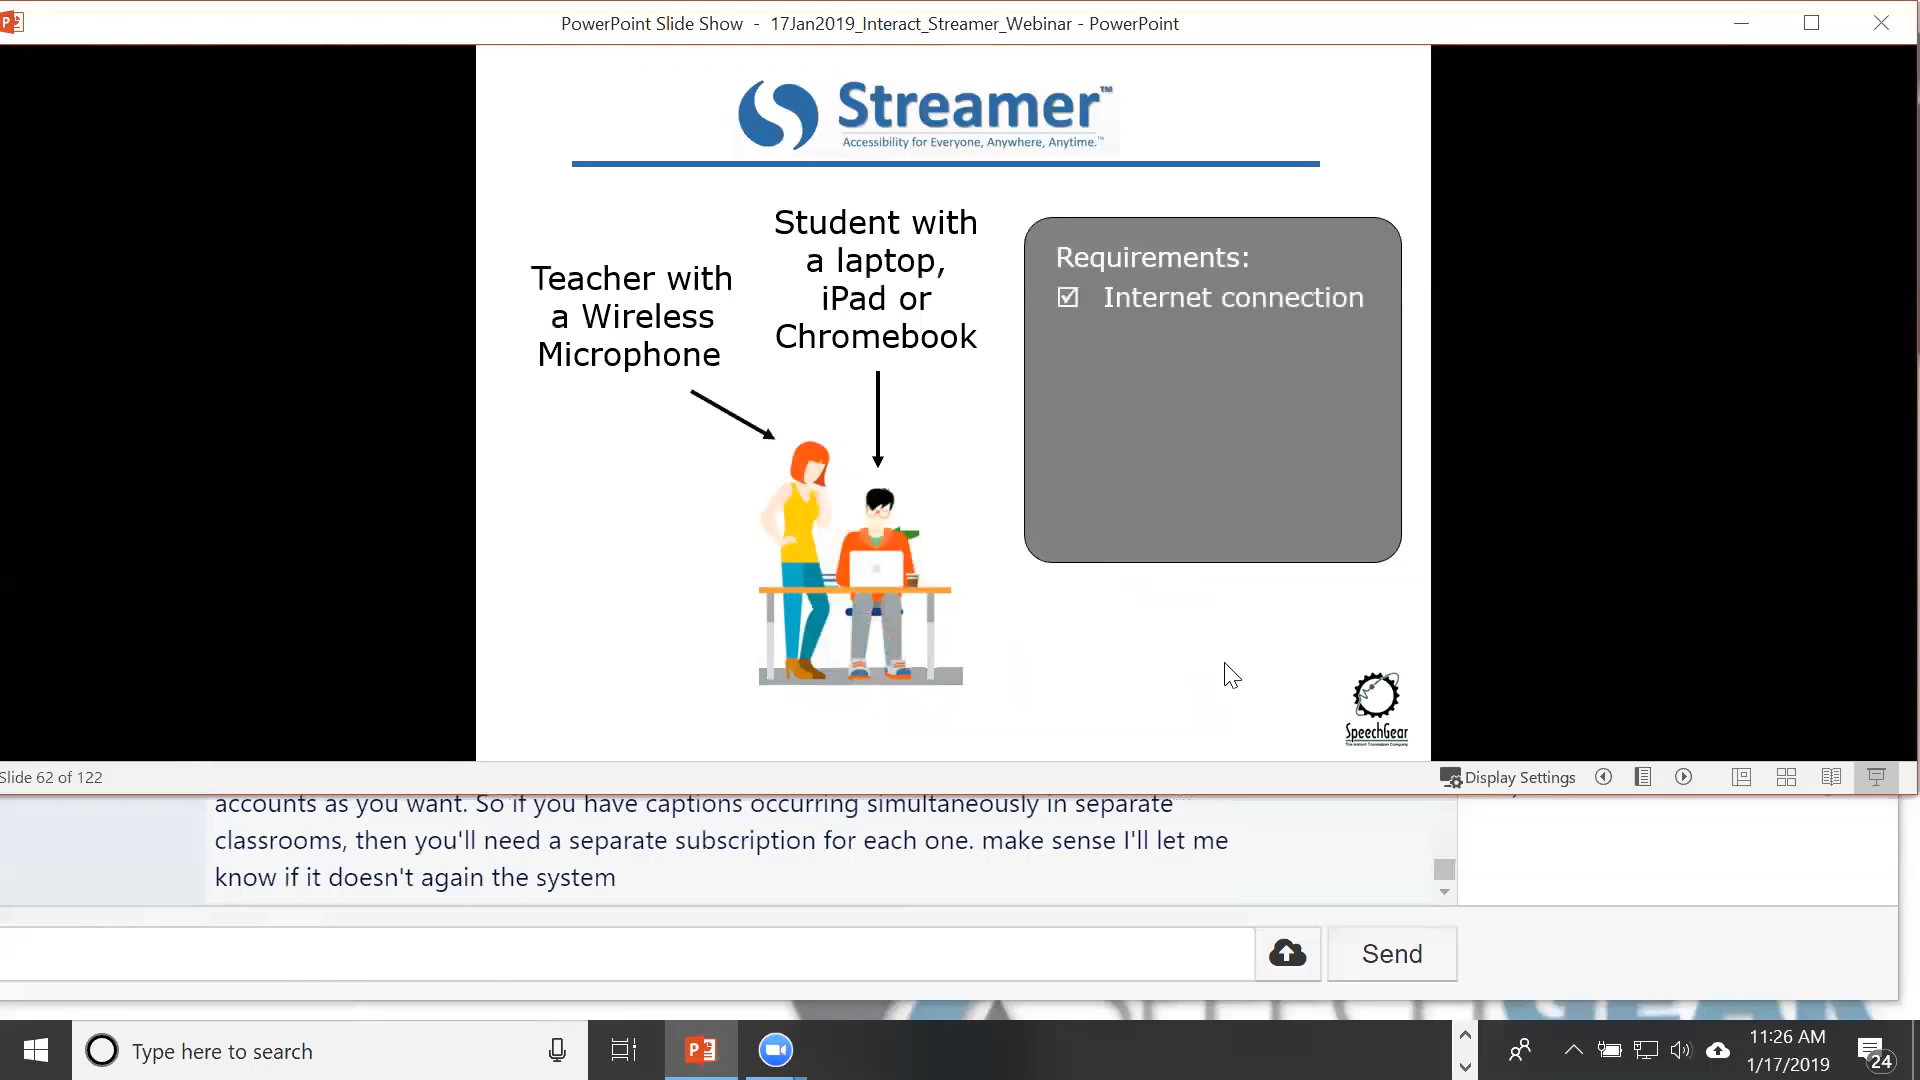 PowerPoint Slide Show - 17Jan2019_Interact_Streamer_Webinar - PowerPoint
Streamer™
Accessibility for Everyone, Anywhere, Anytime.™
Teacher with
a Wireless
Microphone
Student with
a laptop,
iPad or
Chromebook
Requirements:
☑ Internet connection
SpeechGear
The Instant Translation Company
Slide 62 of 122
Display Settings
accounts as you want. So if you have captions occurring simultaneously in separate
classrooms, then you'll need a separate subscription for each one. make sense I'll let me
know if it doesn't again the system
Send
Type here to search
11:26 AM
1/17/2019
24